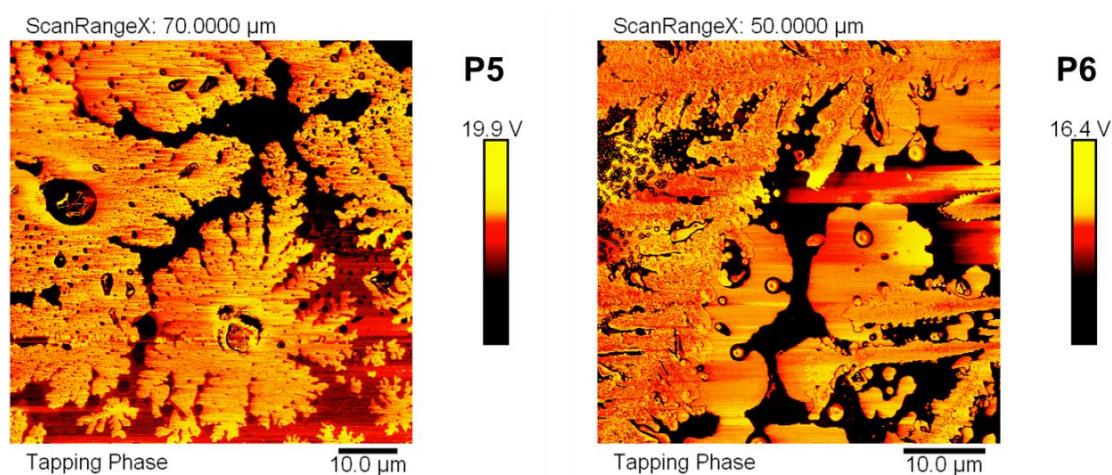 ScanRangeX: 70.0000 µm
P5
19.9 V
Tapping Phase
10.0 µm
ScanRangeX: 50.0000 µm
P6
16.4 V
Tapping Phase
10.0 µm